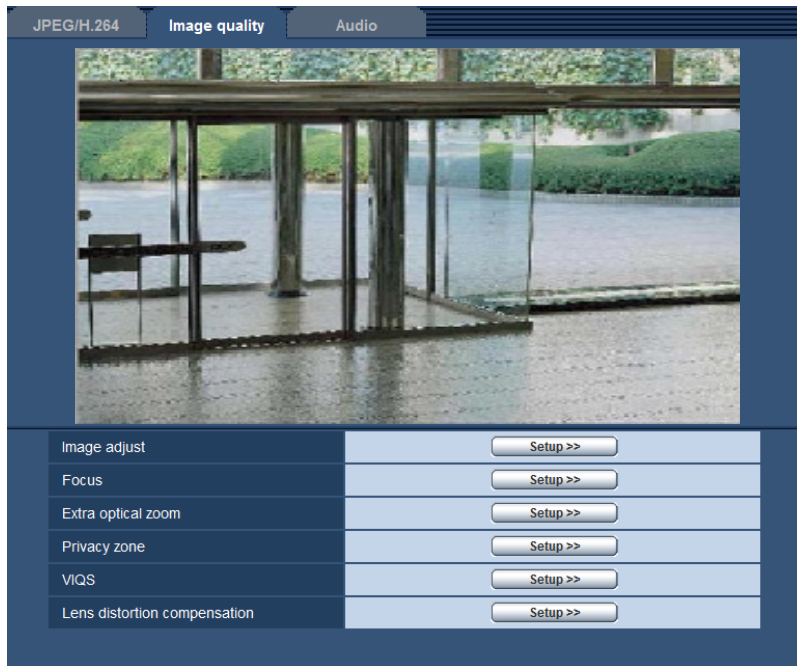 JPEG/H.264 Image quality Audio
Image adjust Setup >>
Focus Setup >>
Extra optical zoom Setup >>
Privacy zone Setup >>
VIQS Setup >>
Lens distortion compensation Setup >>